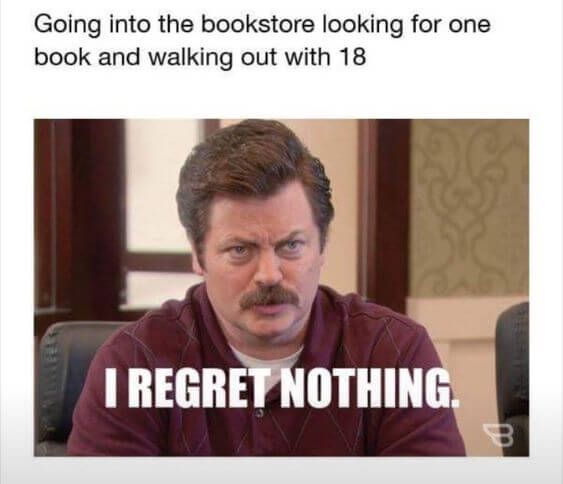 Going into the bookstore looking for one
book and walking out with 18
I REGRET NOTHING.